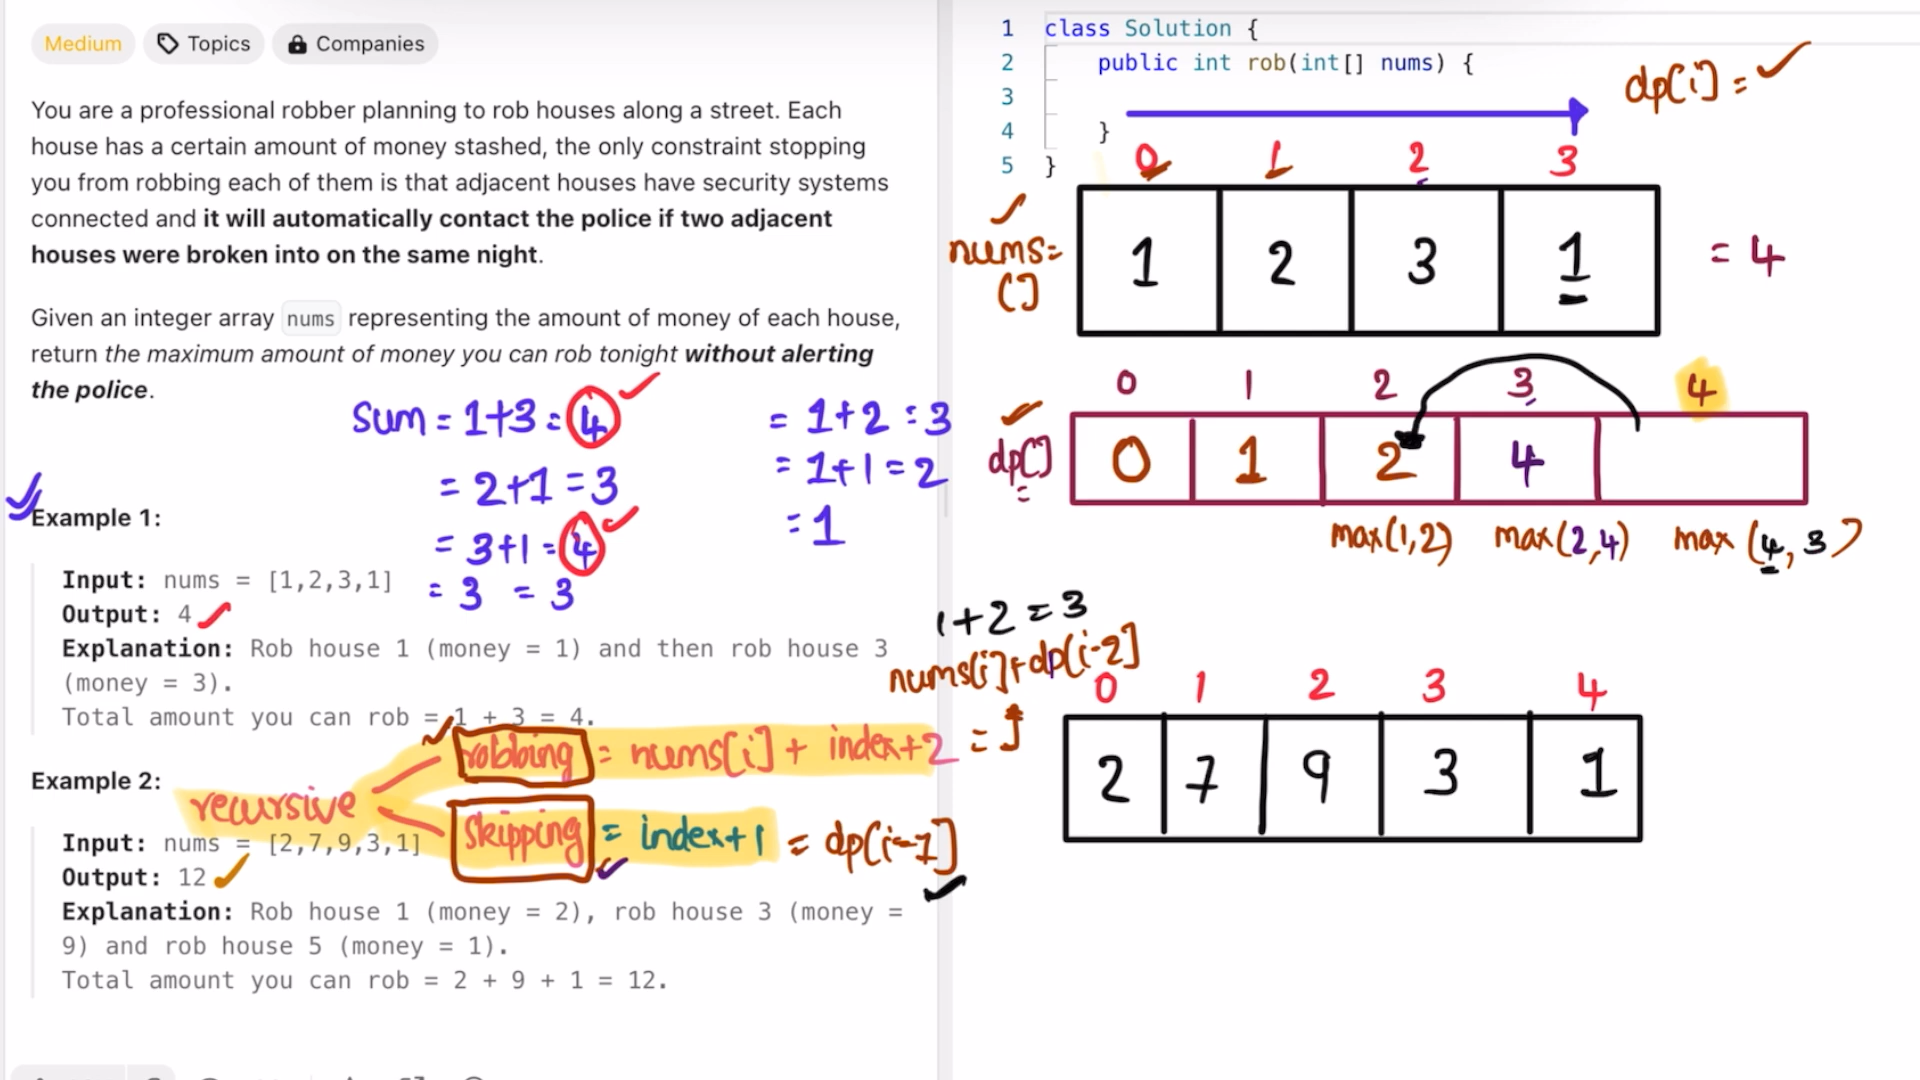 Medium Topics Companies
You are a professional robber planning to rob houses along a street. Each
house has a certain amount of money stashed, the only constraint stopping
you from robbing each of them is that adjacent houses have security systems
connected and it will automatically contact the police if two adjacent
houses were broken into on the same night.
Given an integer array nums representing the amount of money of each house,
return the maximum amount of money you can rob tonight without alerting
the police.
sum = 1+3 = 4
= 2+1 = 3
= 3+1 = 4
= 3 = 3
= 1+2 = 3
= 1+1 = 2
= 1
Example 1:
Input: nums = [1,2,3,1]
Output: 4
Explanation: Rob house 1 (money = 1) and then rob house 3
(money = 3).
Total amount you can rob = 1 + 3 = 4.
recursive
robbing = nums[i] + index+2 =
skipping = index+1 = dp[i-1]
Example 2:
Input: nums = [2,7,9,3,1]
Output: 12
Explanation: Rob house 1 (money = 2), rob house 3 (money =
9) and rob house 5 (money = 1).
Total amount you can rob = 2 + 9 + 1 = 12.
1 class Solution {
2 public int rob(int[] nums) {
3
4 }
5 }
dp[i] =
0 1 2 3
nums= []
1 2 3 1 = 4
0 1 2 3 4
dp[]
0 1 2 4
max(1,2) max(2,4) max (4, 3)
1+2 = 3
nums[i]+dp[i-2]
0 1 2 3 4
2 7 9 3 1